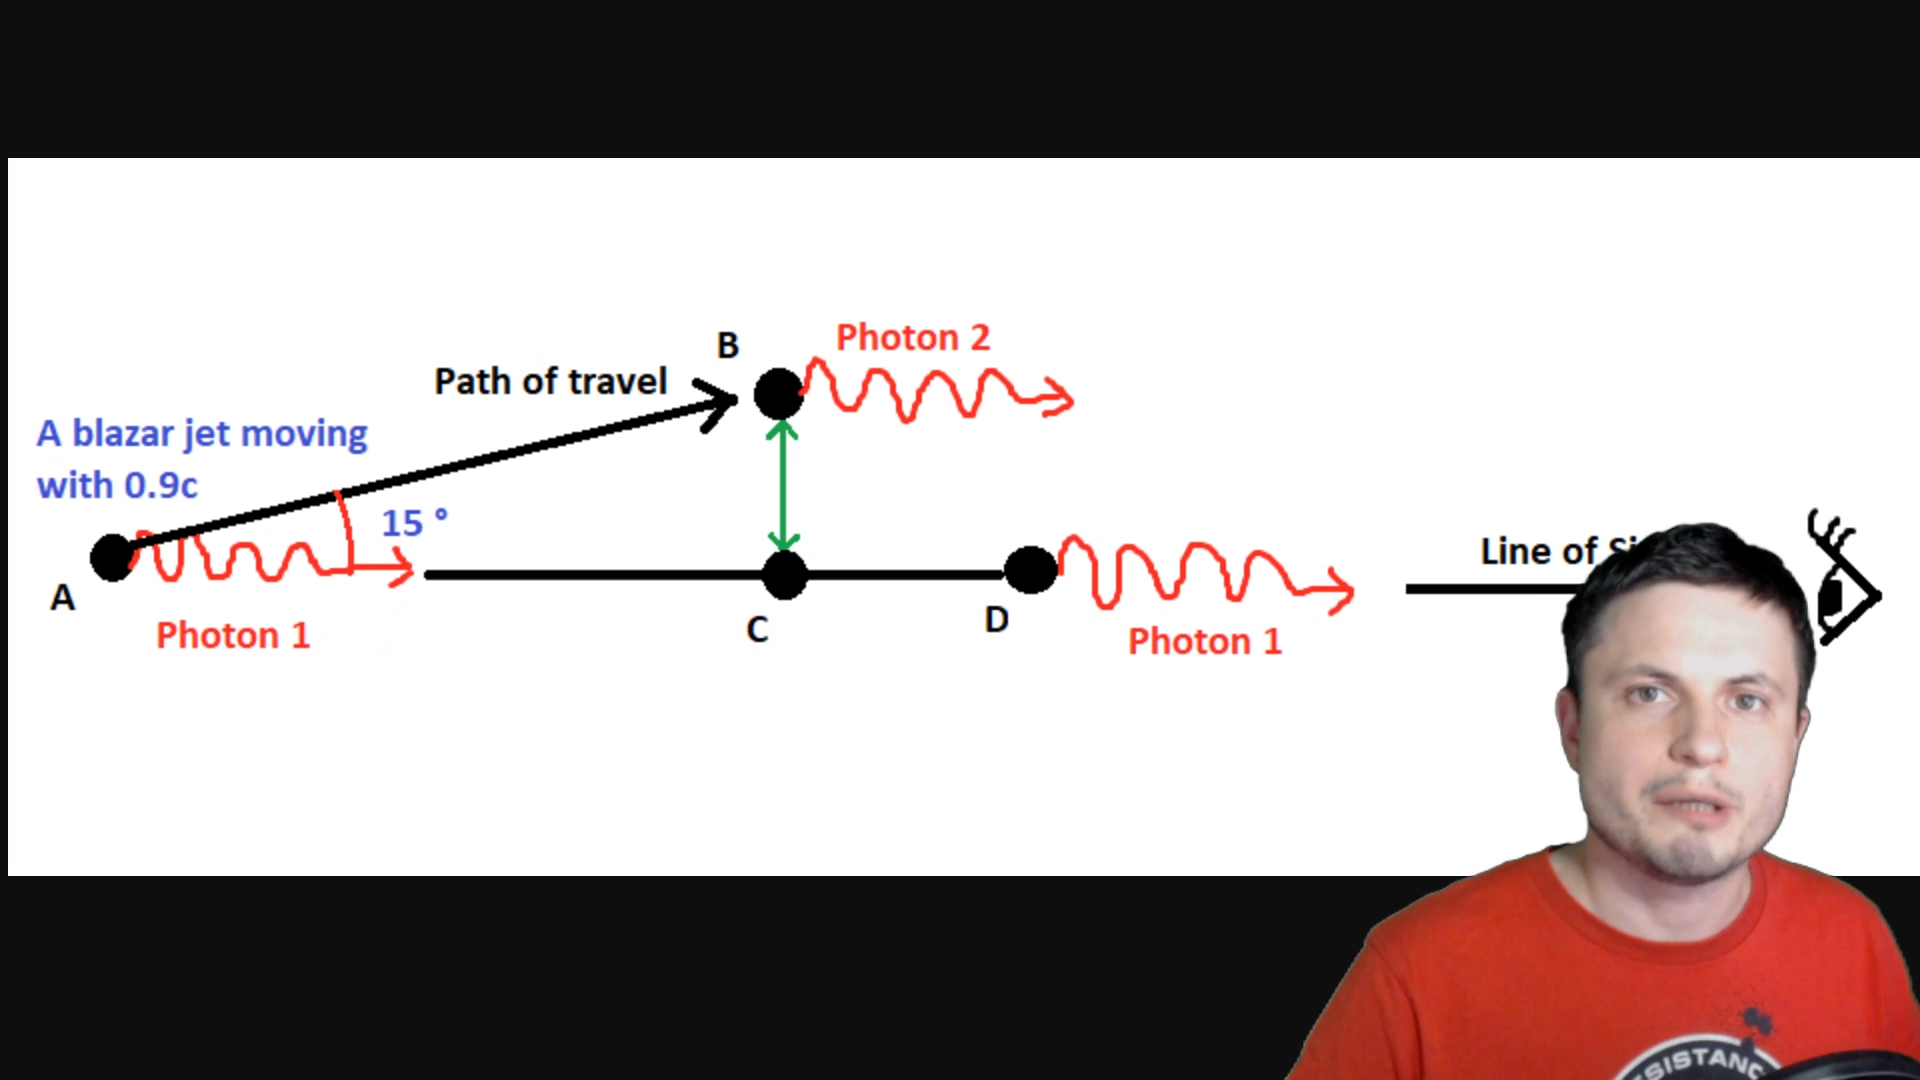 B
Photon 2
Path of travel
A blazar jet moving
with 0.9c
15 °
Line of
A
Photon 1
C
D
Photon 1